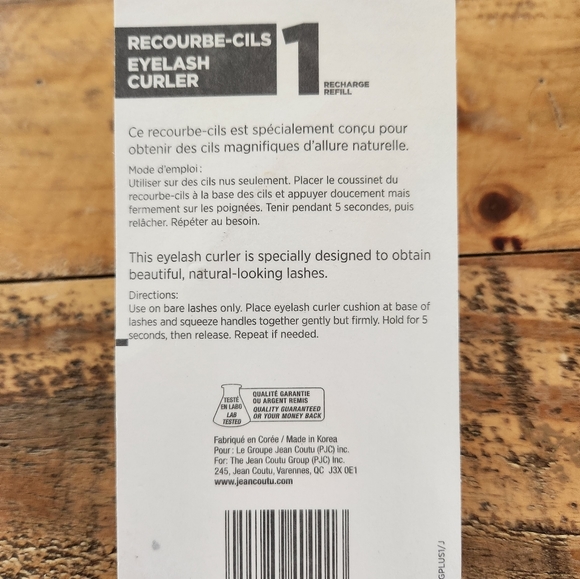 RECOURBE-CILS
EYELASH
CURLER
1
RECHARGE
REFILL
Ce recourbe-cils est spécialement conçu pour
obtenir des cils magnifiques d'allure naturelle.
Mode d'emploi :
Utiliser sur des cils nus seulement. Placer le coussinet du
recourbe-cils à la base des cils et appuyer doucement mais
fermement sur les poignées. Tenir pendant 5 secondes, puis
relâcher. Répéter au besoin.
This eyelash curler is specially designed to obtain
beautiful, natural-looking lashes.
Directions:
Use on bare lashes only. Place eyelash curler cushion at base of
lashes and squeeze handles together gently but firmly. Hold for 5
seconds, then release. Repeat if needed.
TESTÉ
EN LABO
LAB
TESTED
QUALITÉ GARANTIE
OU ARGENT REMIS
QUALITY GUARANTEED
OR YOUR MONEY BACK
Fabriqué en Corée / Made in Korea
Pour : Le Groupe Jean Coutu (PJC) inc.
For: The Jean Coutu Group (PJC) Inc.
245, Jean Coutu, Varennes, QC J3X 0E1
www.jeancoutu.com